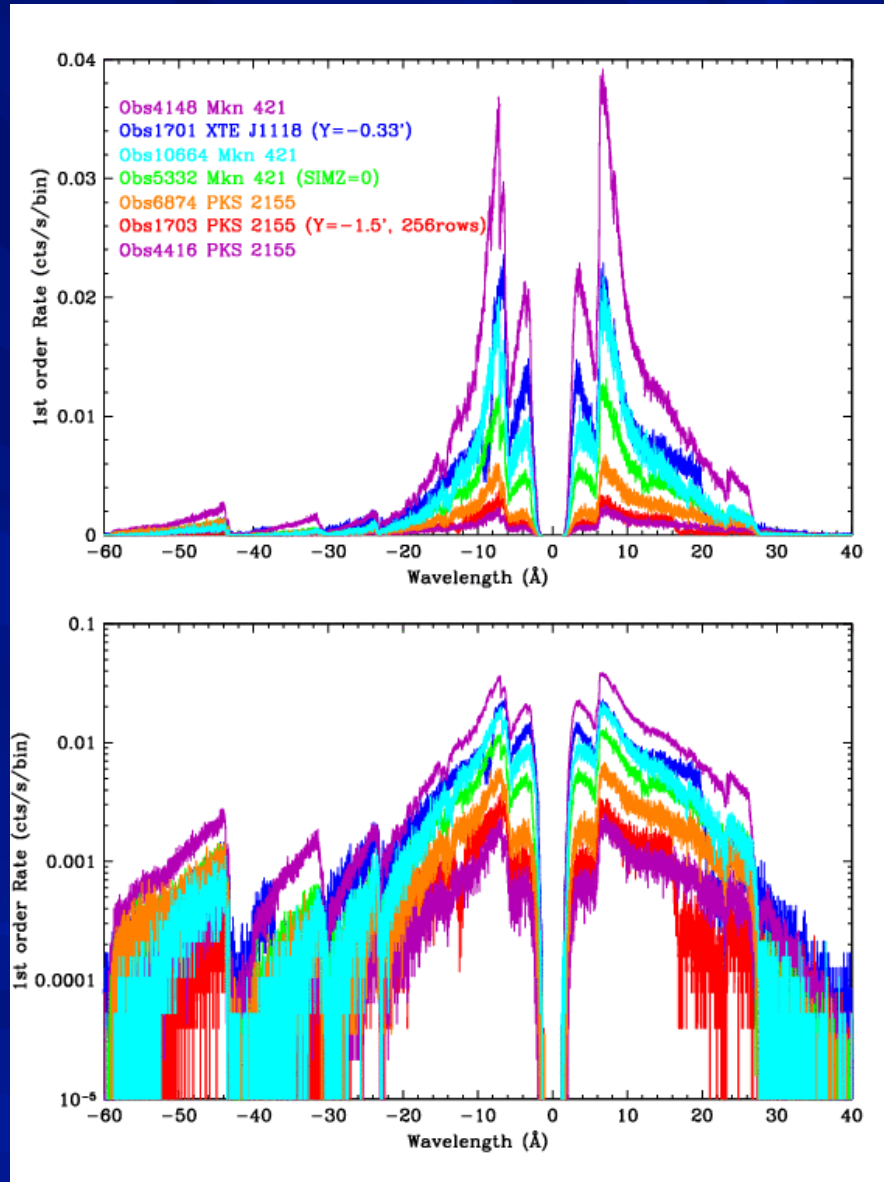 0.04
0.03
0.02
0.01
0
1st order Rate (cts/s/bin)
Obs4148 Mkn 421
Obs1701 XTE J1118 (Y=−0.33')
Obs10664 Mkn 421
Obs5332 Mkn 421 (SIMZ=0)
Obs6874 PKS 2155
Obs1703 PKS 2155 (Y=−1.5', 256rows)
Obs4416 PKS 2155
−60 −50 −40 −30 −20 −10 0 10 20 30 40
Wavelength (Å)
0.1
0.01
0.001
0.0001
10⁻⁵
1st order Rate (cts/s/bin)
−60 −50 −40 −30 −20 −10 0 10 20 30 40
Wavelength (Å)